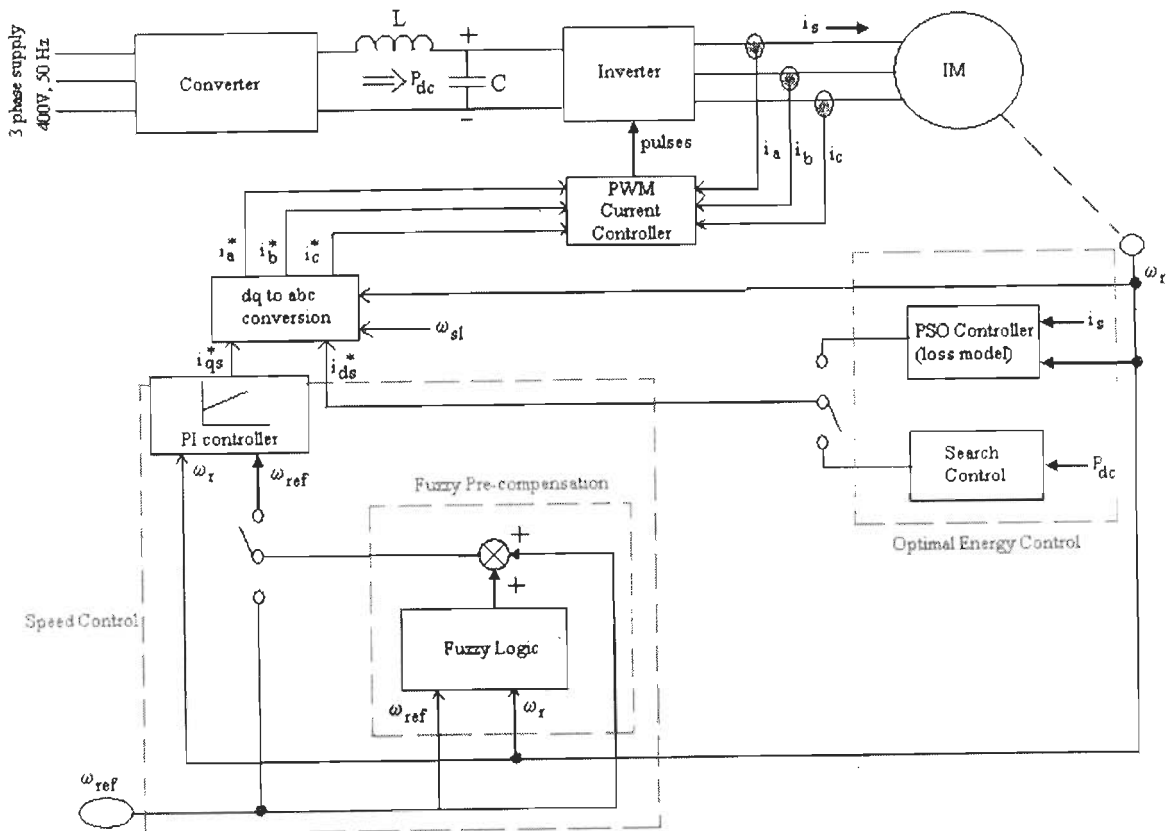 3 phase supply
400V, 50 Hz
Converter
L
P_dc
+
C
-
Inverter
i_s
IM
pulses
i_a
i_b
i_c
PWM
Current
Controller
i_a*
i_b*
i_c*
dq to abc
conversion
ω_sl
ω_r
i_qs*
i_ds*
PSO Controller
(loss model)
i_s
PI controller
ω_r
ω_ref
Search
Control
P_dc
Fuzzy Pre-compensation
Optimal Energy Control
+
+
Speed Control
Fuzzy Logic
ω_ref
ω_r
ω_ref